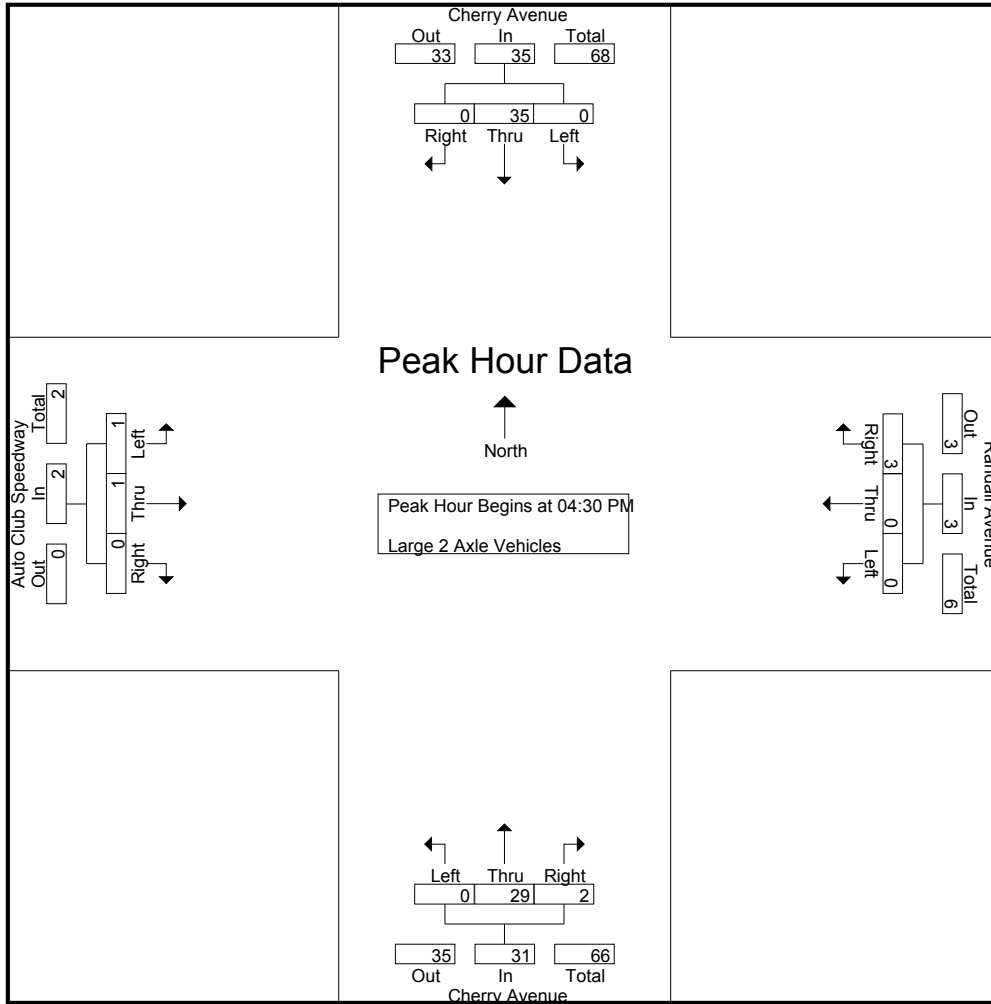 Cherry Avenue
Out In Total
33 35 68
0 35 0
Right Thru Left
Peak Hour Data
North
Peak Hour Begins at 04:30 PM
Large 2 Axle Vehicles
Auto Club Speedway
Out In Total
0 2 2
1 1 0
Left Thru Right
Randall Avenue
Out In Total
3 3 6
3 0 0
Right Thru Left
Left Thru Right
0 29 2
35 31 66
Out In Total
Cherry Avenue